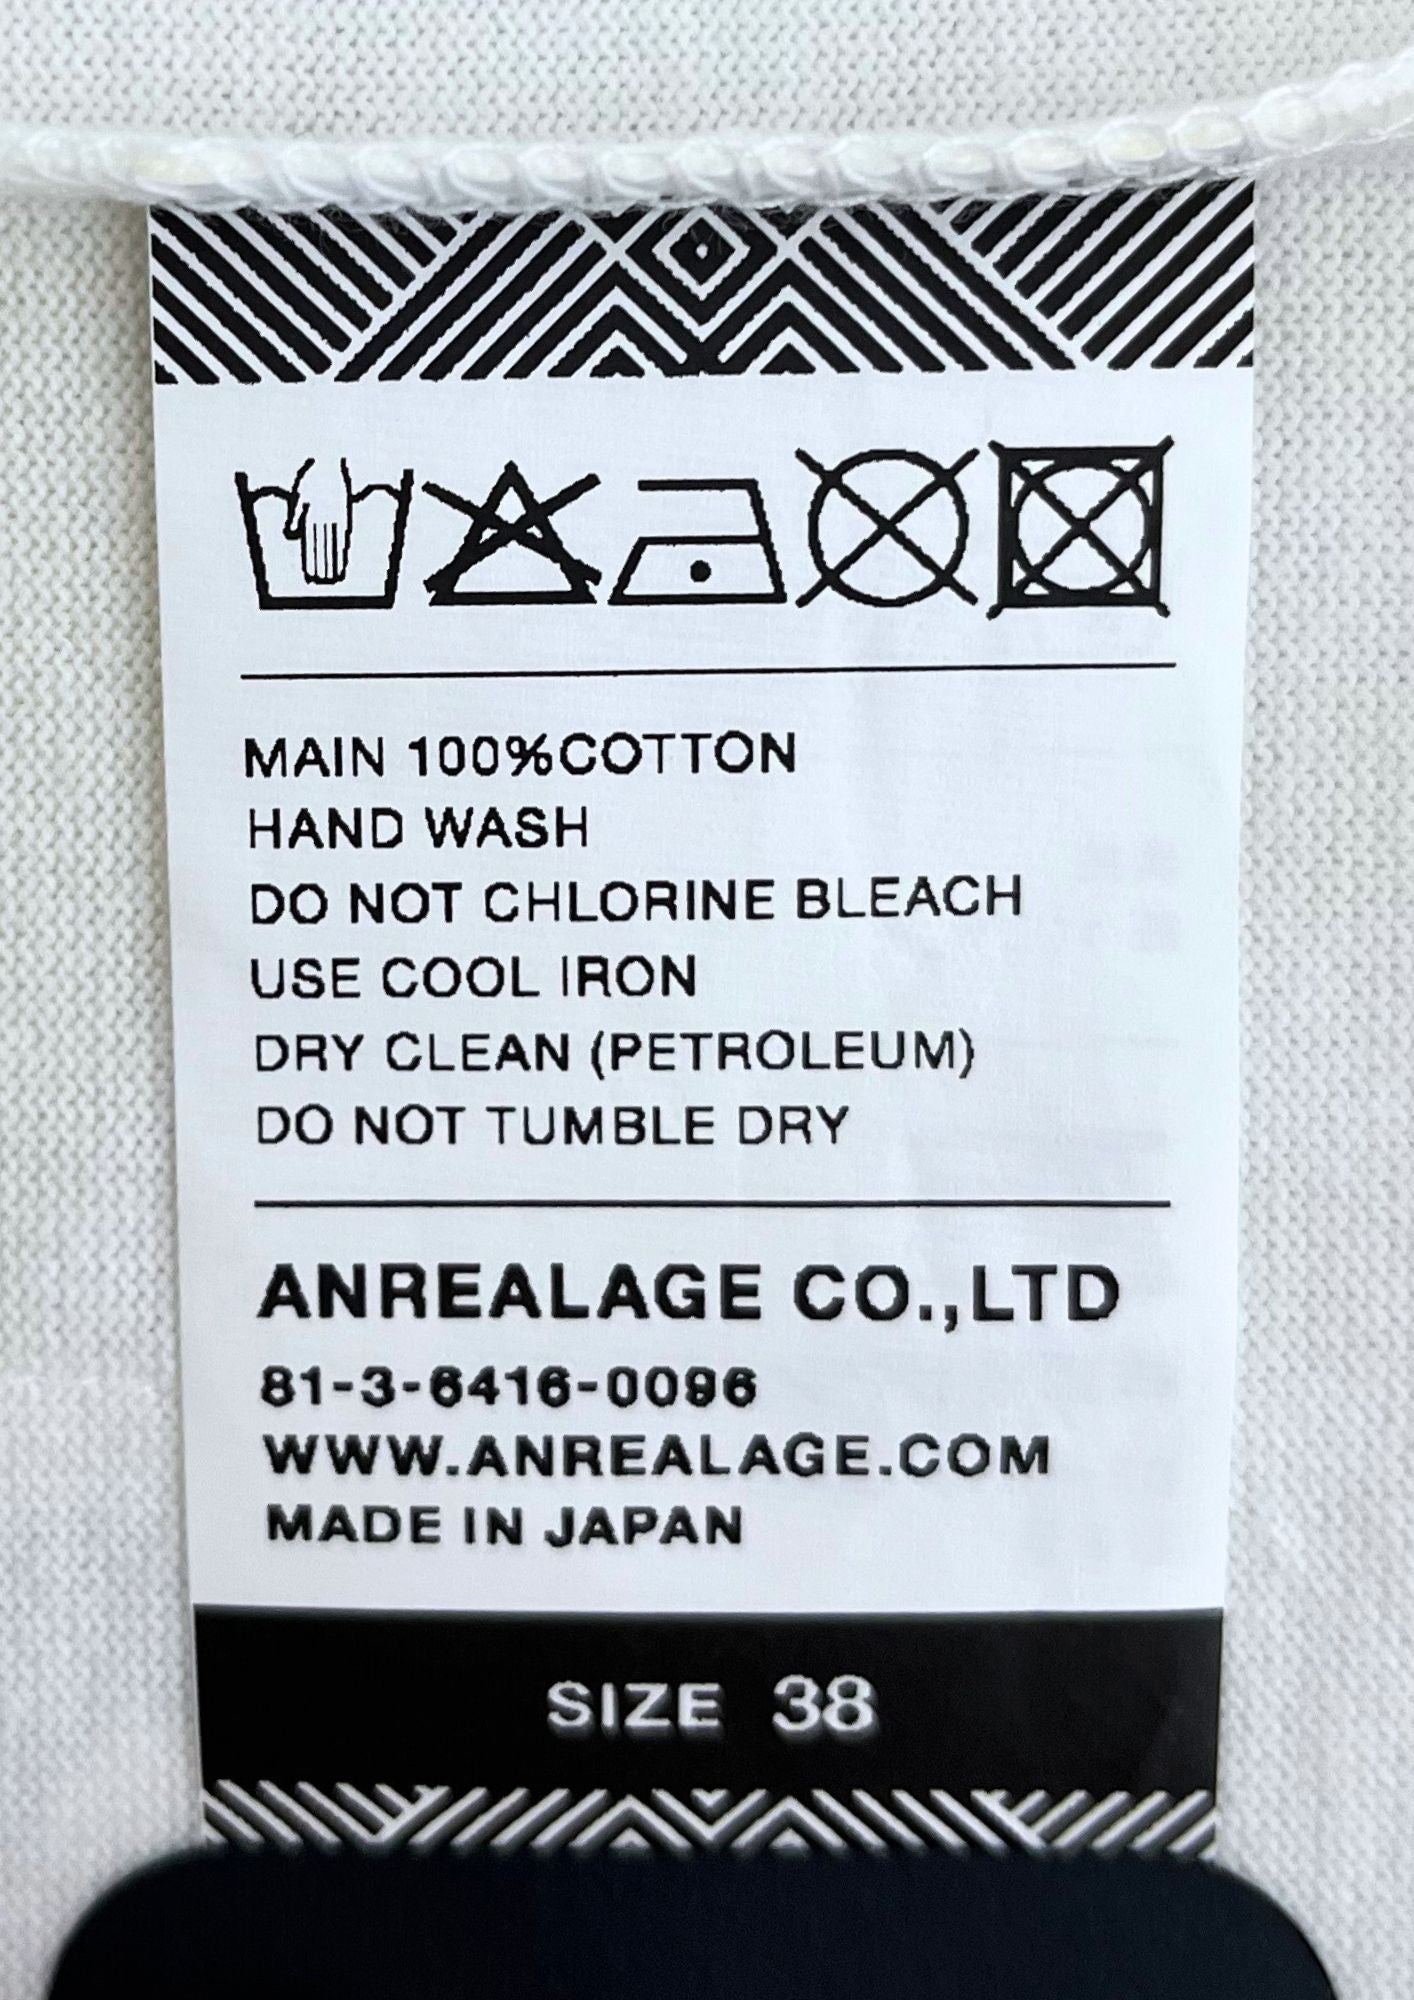 MAIN 100%COTTON
HAND WASH
DO NOT CHLORINE BLEACH
USE COOL IRON
DRY CLEAN (PETROLEUM)
DO NOT TUMBLE DRY
ANREALAGE CO.,LTD
81-3-6416-0096
WWW.ANREALAGE.COM
MADE IN JAPAN
SIZE 38